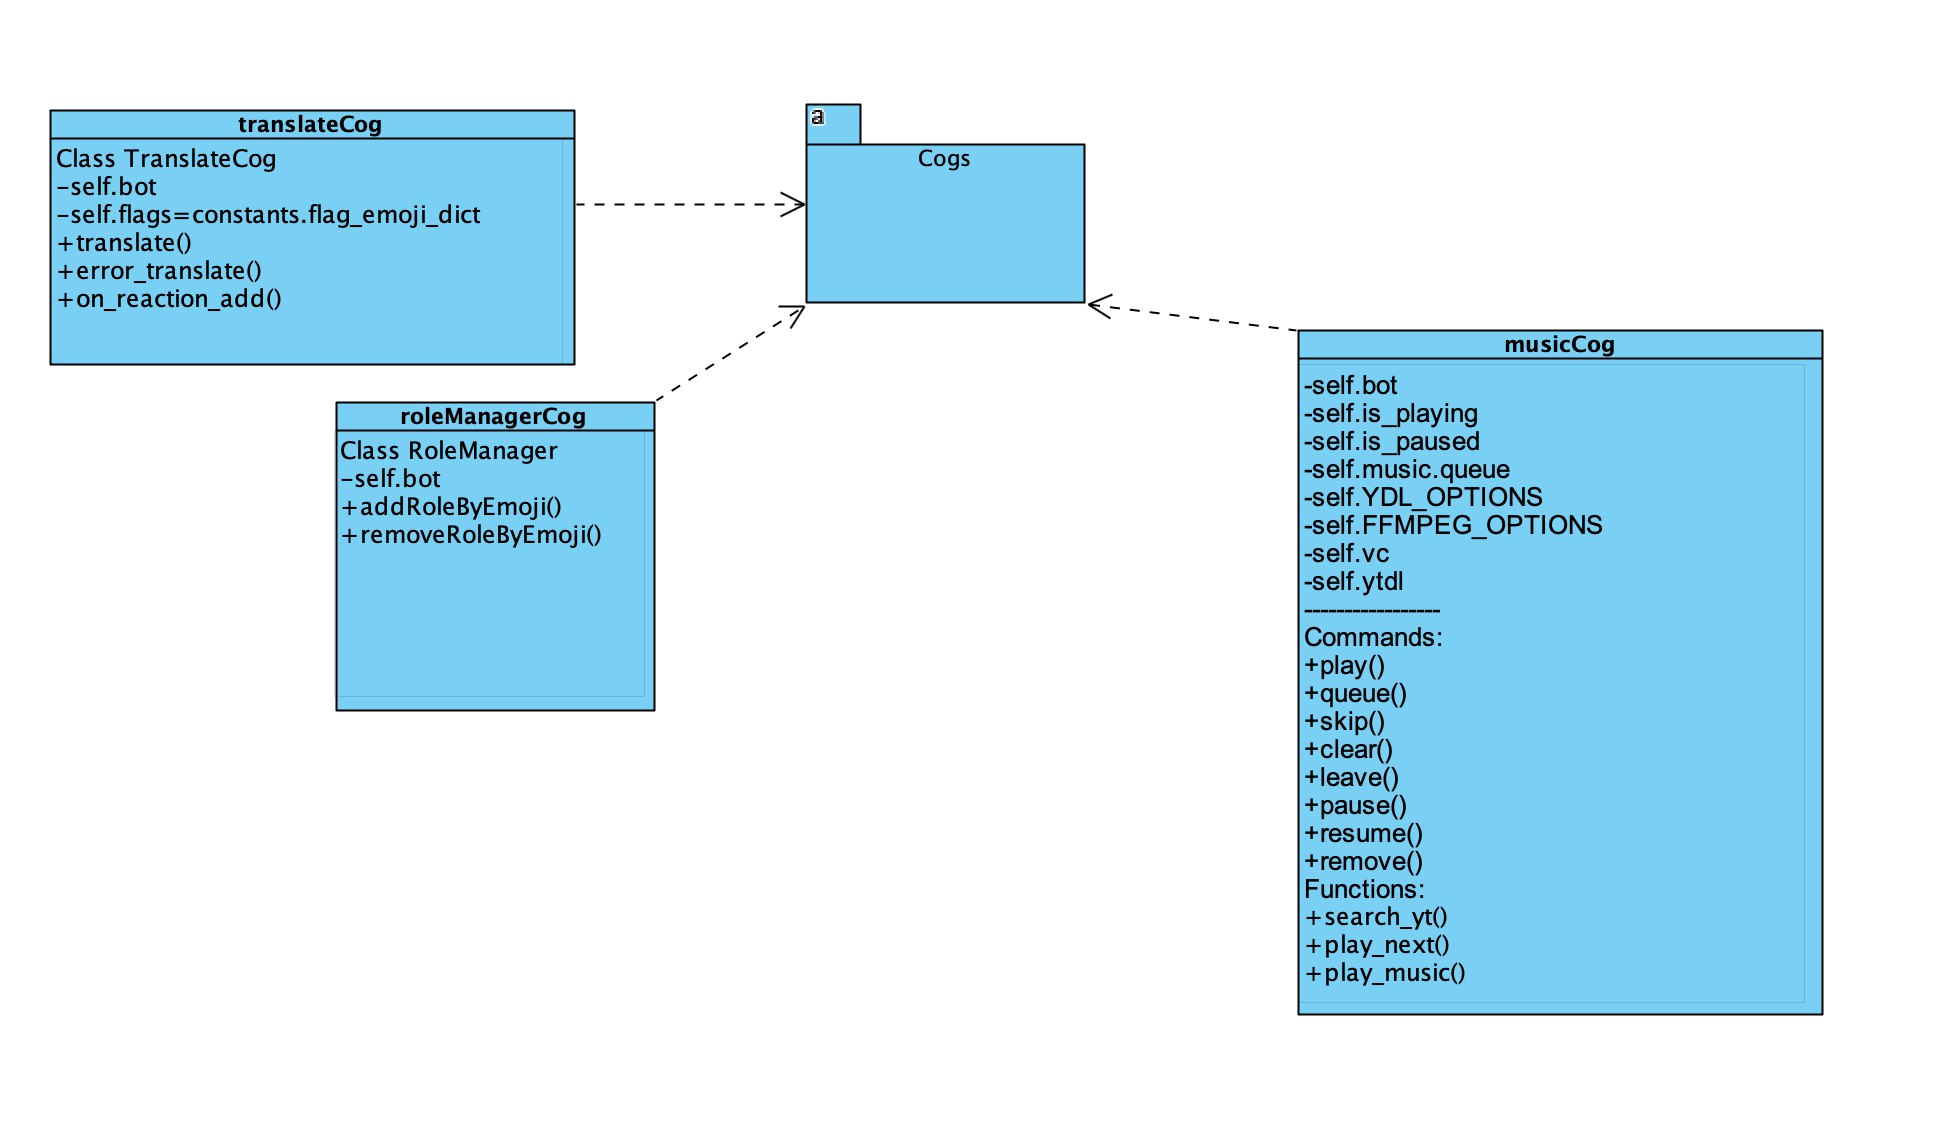 translateCog
Class TranslateCog
-self.bot
-self.flags=constants.flag_emoji_dict
+translate()
+error_translate()
+on_reaction_add()
a
Cogs
roleManagerCog
Class RoleManager
-self.bot
+addRoleByEmoji()
+removeRoleByEmoji()
musicCog
-self.bot
-self.is_playing
-self.is_paused
-self.music.queue
-self.YDL_OPTIONS
-self.FFMPEG_OPTIONS
-self.vc
-self.ytdl
-----------------
Commands:
+play()
+queue()
+skip()
+clear()
+leave()
+pause()
+resume()
+remove()
Functions:
+search_yt()
+play_next()
+play_music()